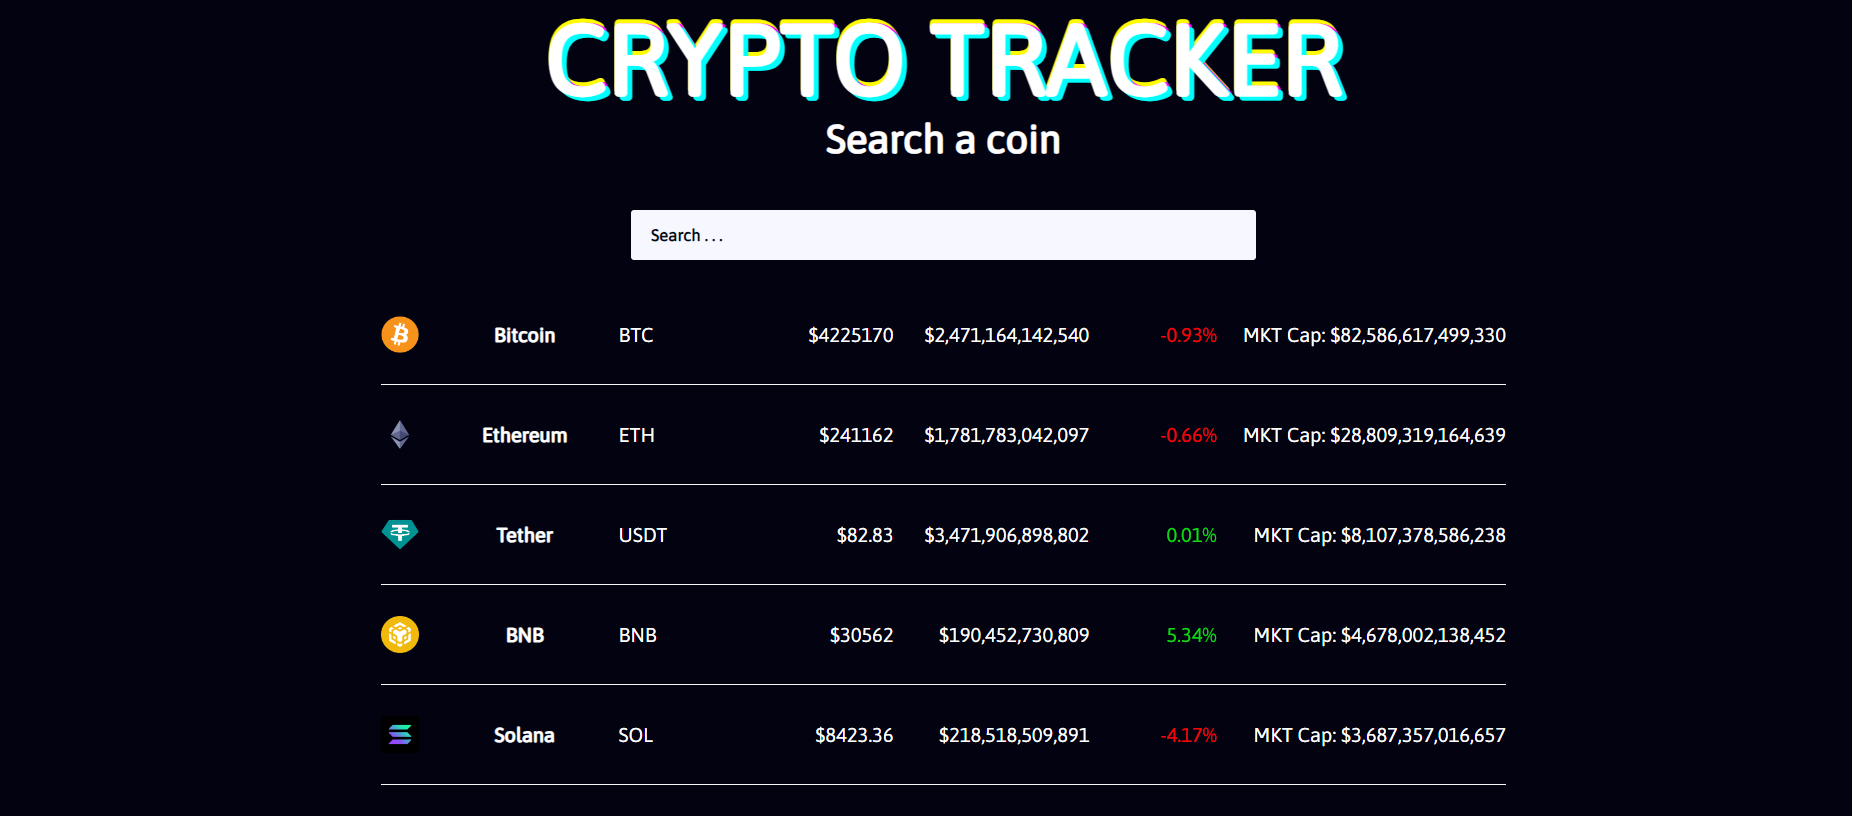 CRYPTO TRACKER
Search a coin
Search . . .
Bitcoin BTC $4225170 $2,471,164,142,540 -0.93% MKT Cap: $82,586,617,499,330
Ethereum ETH $241162 $1,781,783,042,097 -0.66% MKT Cap: $28,809,319,164,639
Tether USDT $82.83 $3,471,906,898,802 0.01% MKT Cap: $8,107,378,586,238
BNB BNB $30562 $190,452,730,809 5.34% MKT Cap: $4,678,002,138,452
Solana SOL $8423.36 $218,518,509,891 -4.17% MKT Cap: $3,687,357,016,657